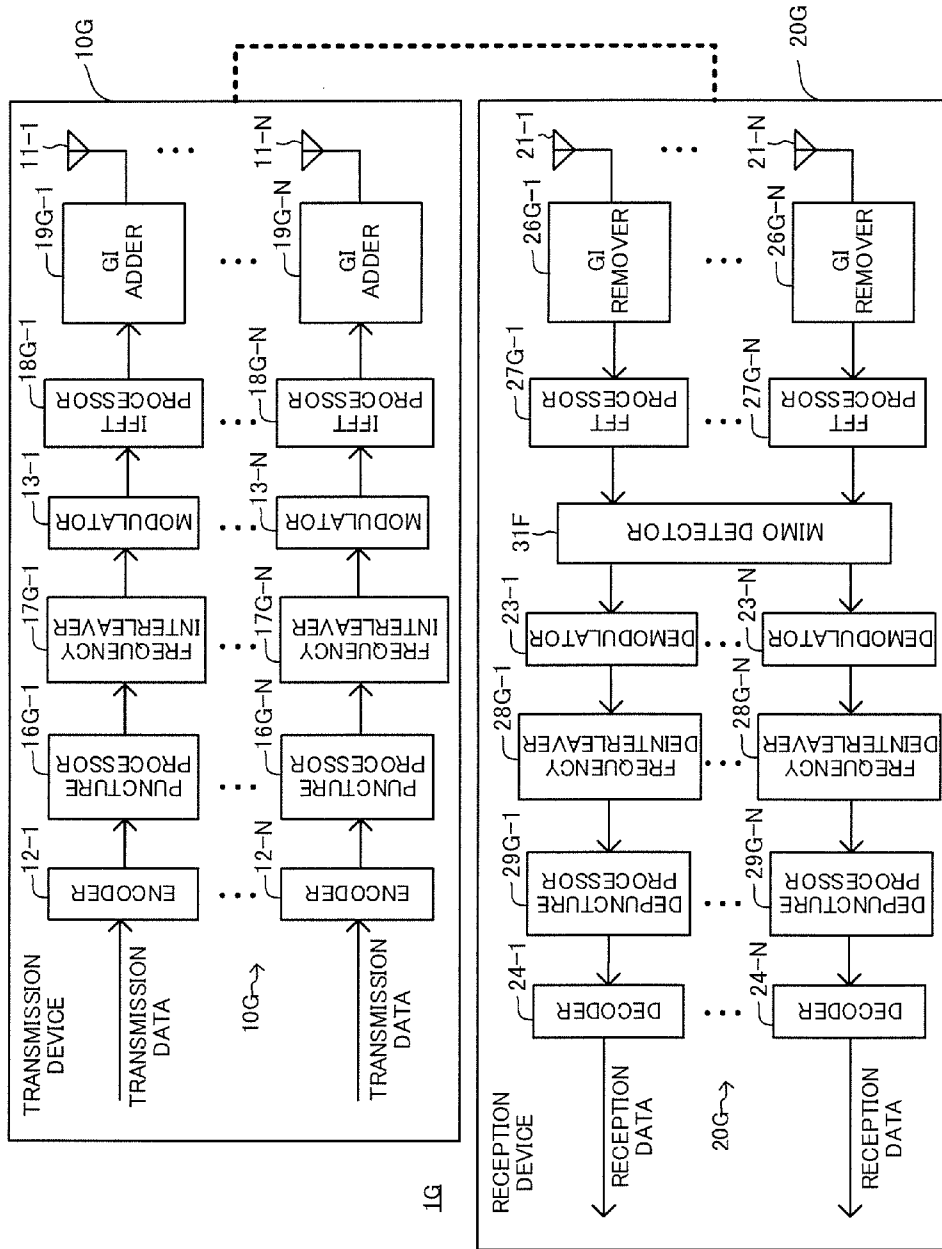 1G
TRANSMISSION
DEVICE
10G
TRANSMISSION
DATA
12-1
ENCODER
16G-1
PUNCTURE
PROCESSOR
17G-1
FREQUENCY
INTERLEAVER
13-1
MODULATOR
18G-1
IFFT
PROCESSOR
19G-1
GI
ADDER
11-1
10G
TRANSMISSION
DATA
12-N
ENCODER
16G-N
PUNCTURE
PROCESSOR
17G-N
FREQUENCY
INTERLEAVER
13-N
MODULATOR
18G-N
IFFT
PROCESSOR
19G-N
GI
ADDER
11-N
RECEPTION
DEVICE
20G
RECEPTION
DATA
24-1
DECODER
29G-1
DEPUNCTURE
PROCESSOR
28G-1
FREQUENCY
DEINTERLEAVER
23-1
DEMODULATOR
31F
MIMO DETECTOR
27G-1
FFT
PROCESSOR
26G-1
GI
REMOVER
21-1
20G
RECEPTION
DATA
24-N
DECODER
29G-N
DEPUNCTURE
PROCESSOR
28G-N
FREQUENCY
DEINTERLEAVER
23-N
DEMODULATOR
27G-N
FFT
PROCESSOR
26G-N
GI
REMOVER
21-N